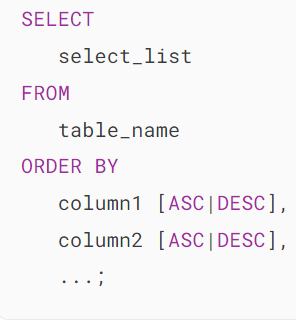 SELECT
select_list
FROM
table_name
ORDER BY
column1 [ASC|DESC],
column2 [ASC|DESC],
...;